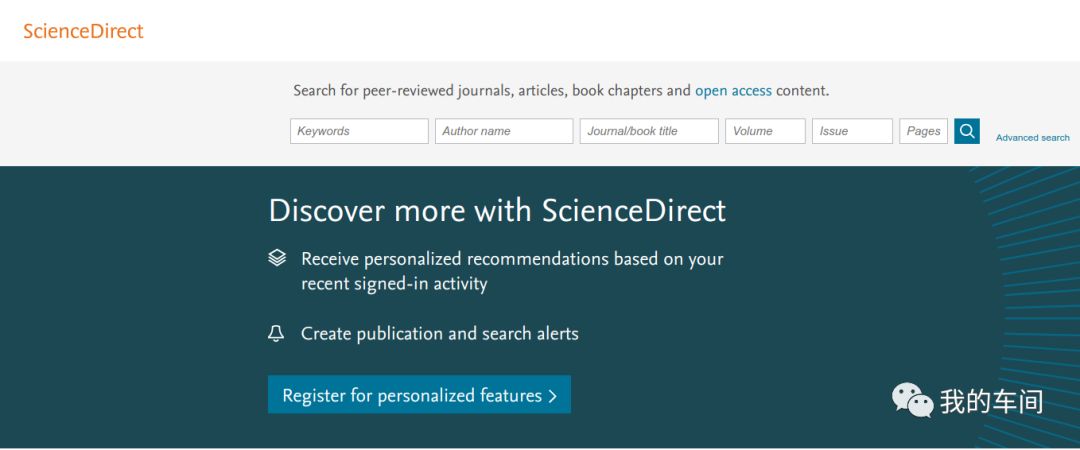 ScienceDirect
Search for peer-reviewed journals, articles, book chapters and open access content.
Keywords Author name Journal/book title Volume Issue Pages Advanced search
Discover more with ScienceDirect
Receive personalized recommendations based on your
recent signed-in activity
Create publication and search alerts
Register for personalized features
我的车间